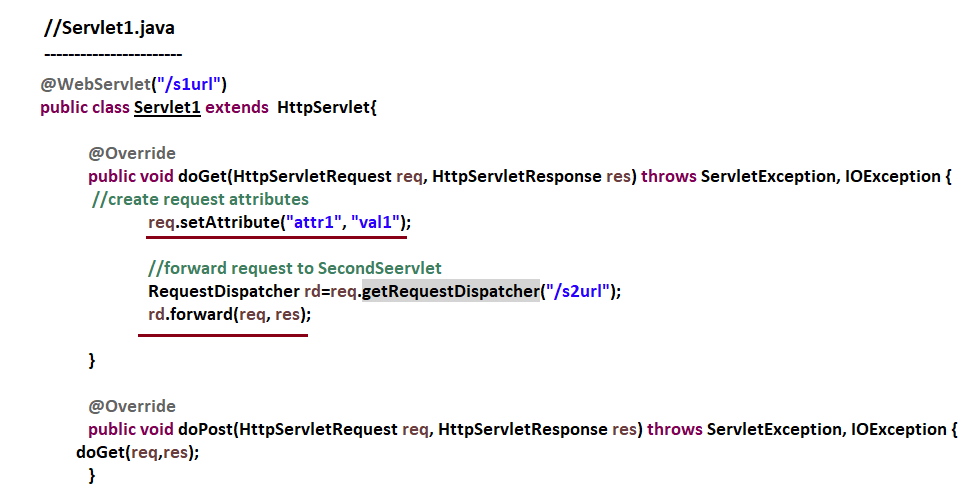 //Servlet1.java
-----------------------
@WebServlet("/s1url")
public class Servlet1 extends HttpServlet{
@Override
public void doGet(HttpServletRequest req, HttpServletResponse res) throws ServletException, IOException {
//create request attributes
req.setAttribute("attr1", "val1");
//forward request to SecondSeervlet
RequestDispatcher rd=req.getRequestDispatcher("/s2url");
rd.forward(req, res);
}
@Override
public void doPost(HttpServletRequest req, HttpServletResponse res) throws ServletException, IOException {
doGet(req,res);
}